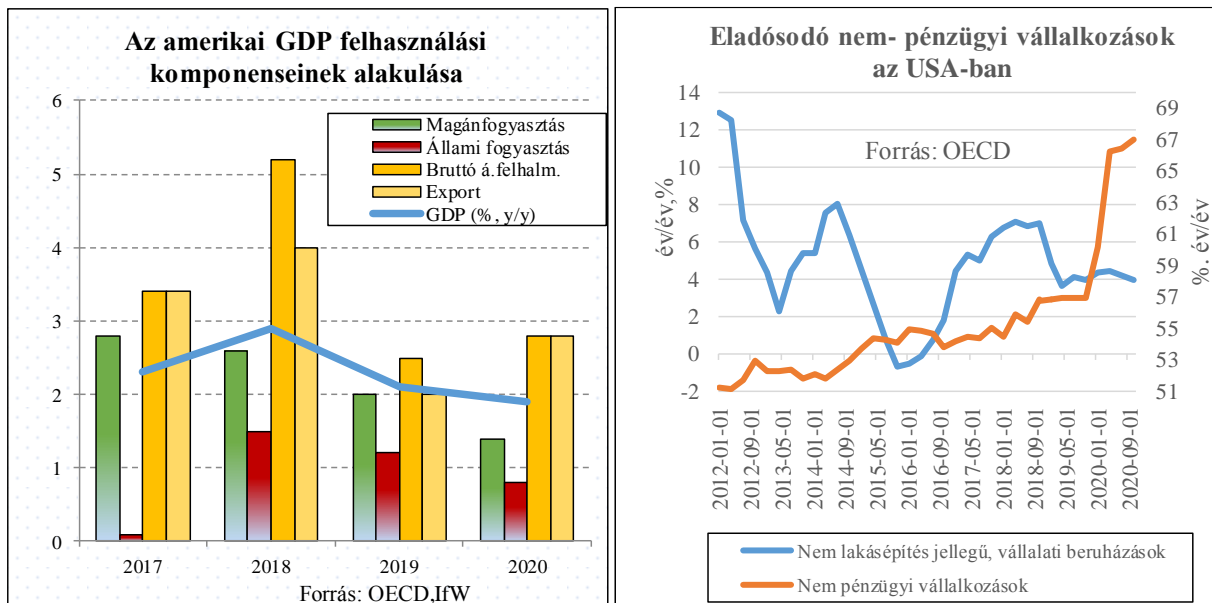 Az amerikai GDP felhasználási
komponenseinek alakulása
6
5
4
3
2
1
0
Magánfogyasztás
Állami fogyasztás
Bruttó á.felhalm.
Export
GDP (%, y/y)
2017 2018 2019 2020
Forrás: OECD,IfW
Eladósodó nem- pénzügyi vállalkozások
az USA-ban
Forrás: OECD
év/év,%
14
12
10
8
6
4
2
0
-2
69
67
65
63
61
59
57
55
53
51
%. év/év
2012-01-01
2012-09-01
2013-05-01
2014-01-01
2014-09-01
2015-05-01
2016-01-01
2016-09-01
2017-05-01
2018-01-01
2018-09-01
2019-05-01
2020-01-01
2020-09-01
Nem lakásépítés jellegű, vállalati beruházások
Nem pénzügyi vállalkozások